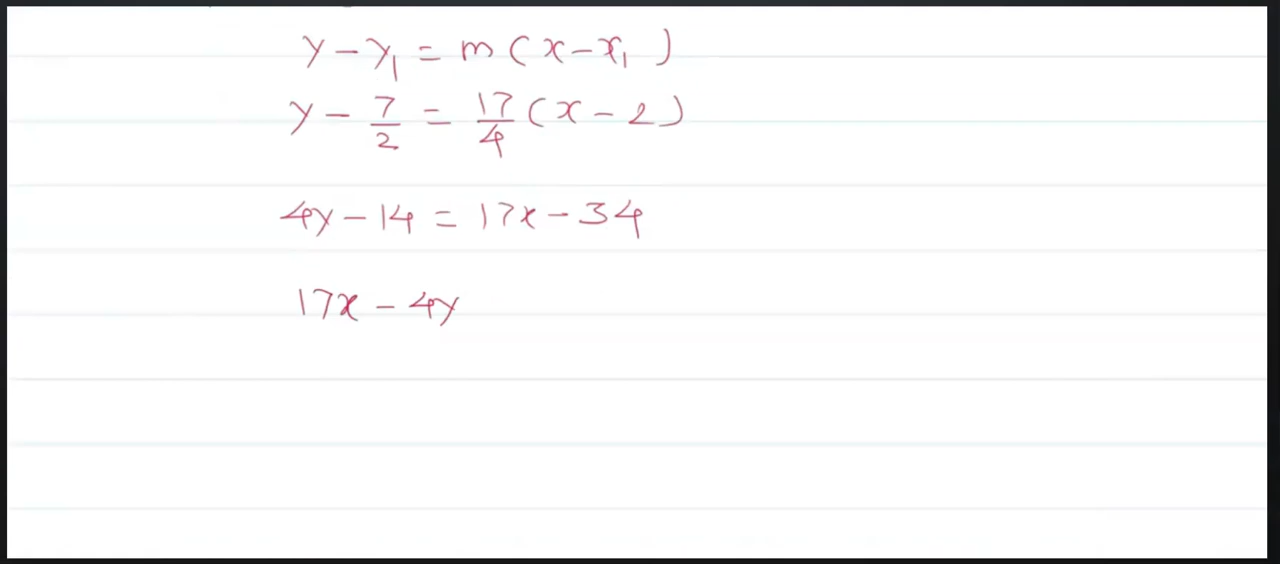 y - y₁ = m(x - x₁)
y - 7/2 = 17/4 (x - 2)
4y - 14 = 17x - 34
17x - 4y